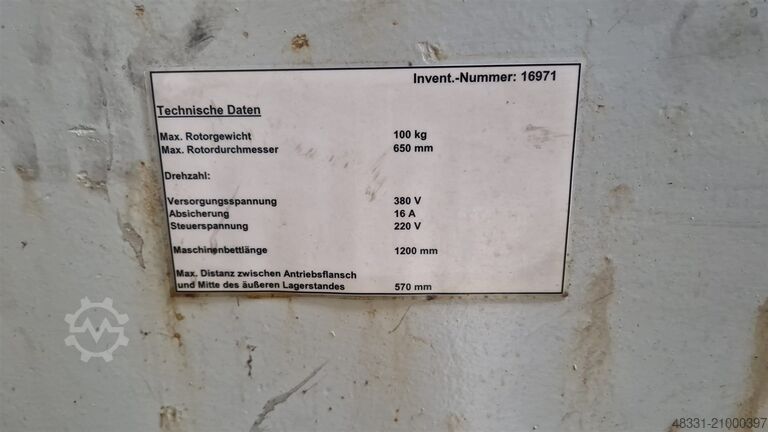 Invent.-Nummer: 16971
Technische Daten
Max. Rotorgewicht 100 kg
Max. Rotordurchmesser 650 mm
Drehzahl:
Versorgungsspannung 380 V
Absicherung 16 A
Steuerspannung 220 V
Maschinenbettlänge 1200 mm
Max. Distanz zwischen Antriebsflansch
und Mitte des äußeren Lagerstandes 570 mm
48331-21000397